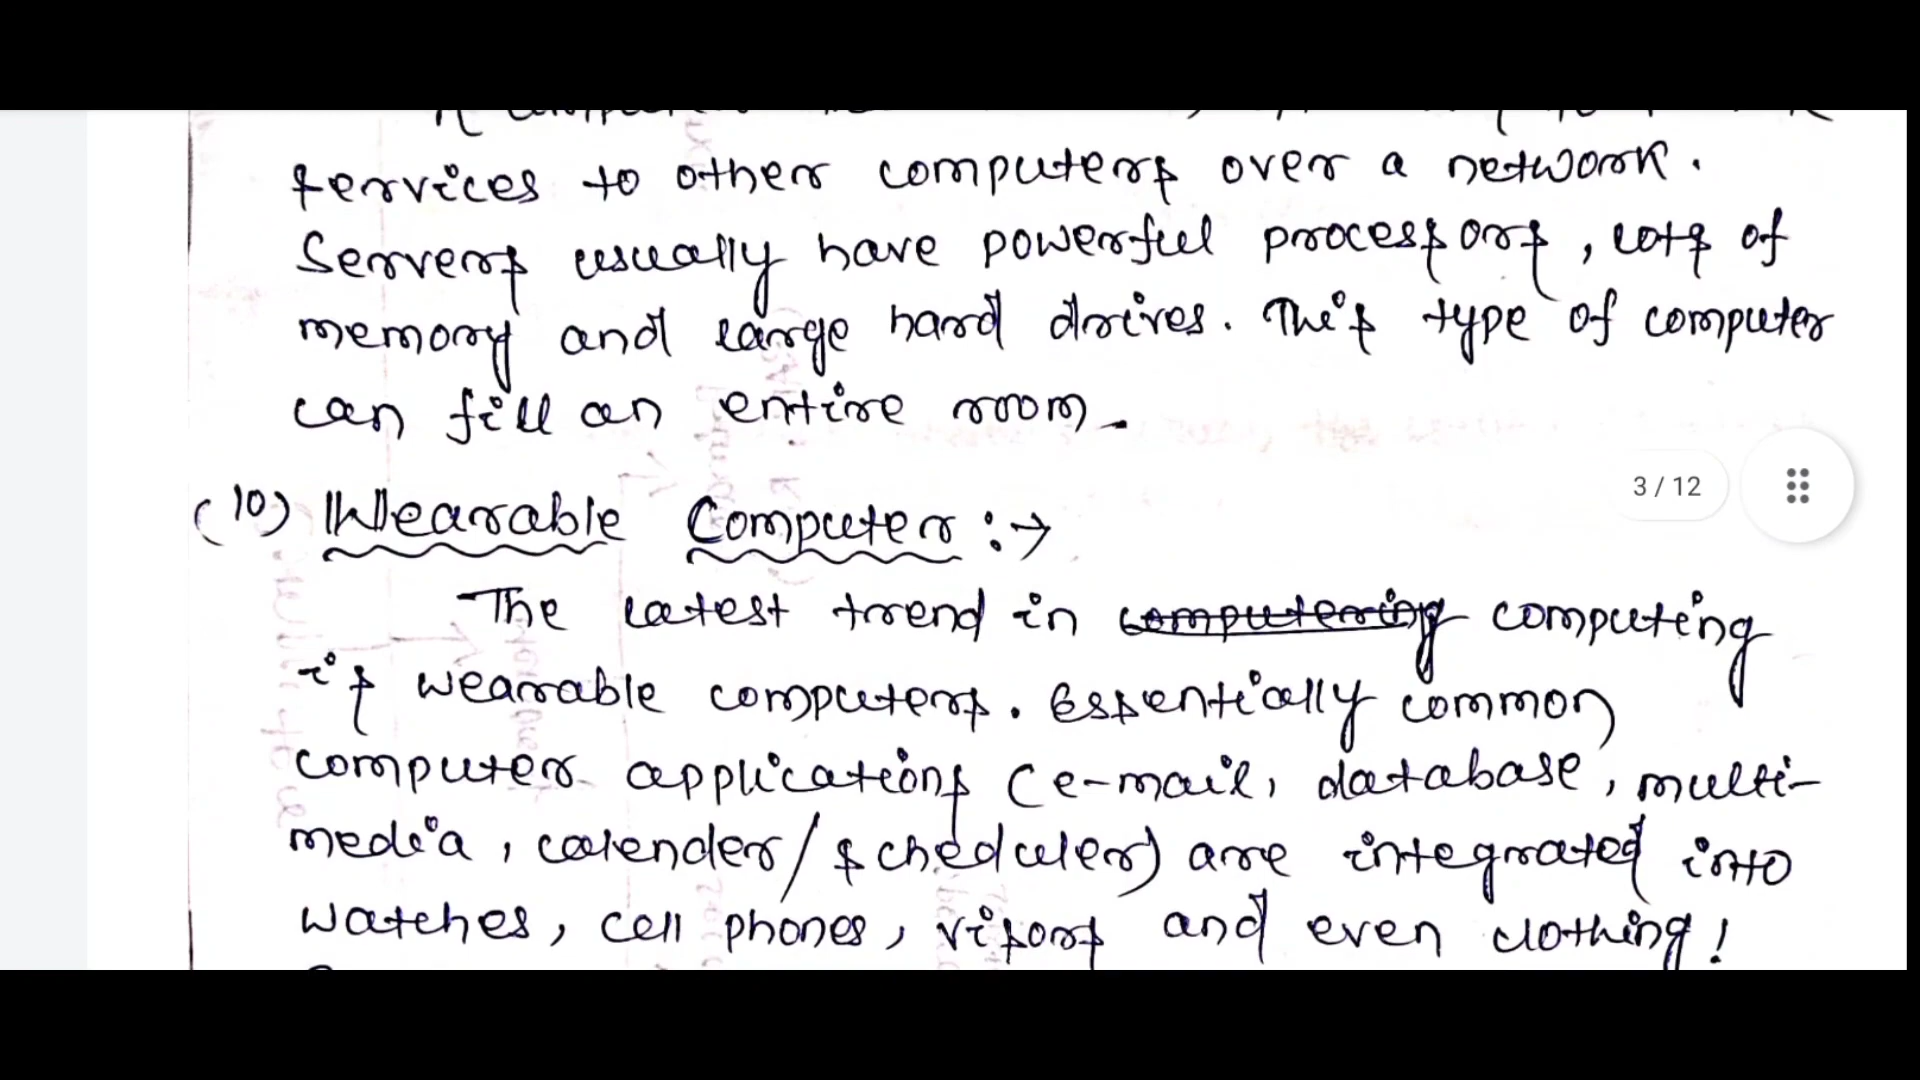 services to other computers over a network.
Servers usually have powerful processors, lots of
memory and large hard drives. This type of computer
can fill an entire room.
3 / 12
(10) Wearable Computer :→
The latest trend in computering computing
is wearable computers. Essentially common
computer applications (e-mail, database, multi-
media, calender/scheduler) are integrated into
watches, cell phones, visors and even clothing!